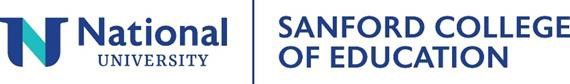 National
UNIVERSITY
SANFORD COLLEGE
OF EDUCATION